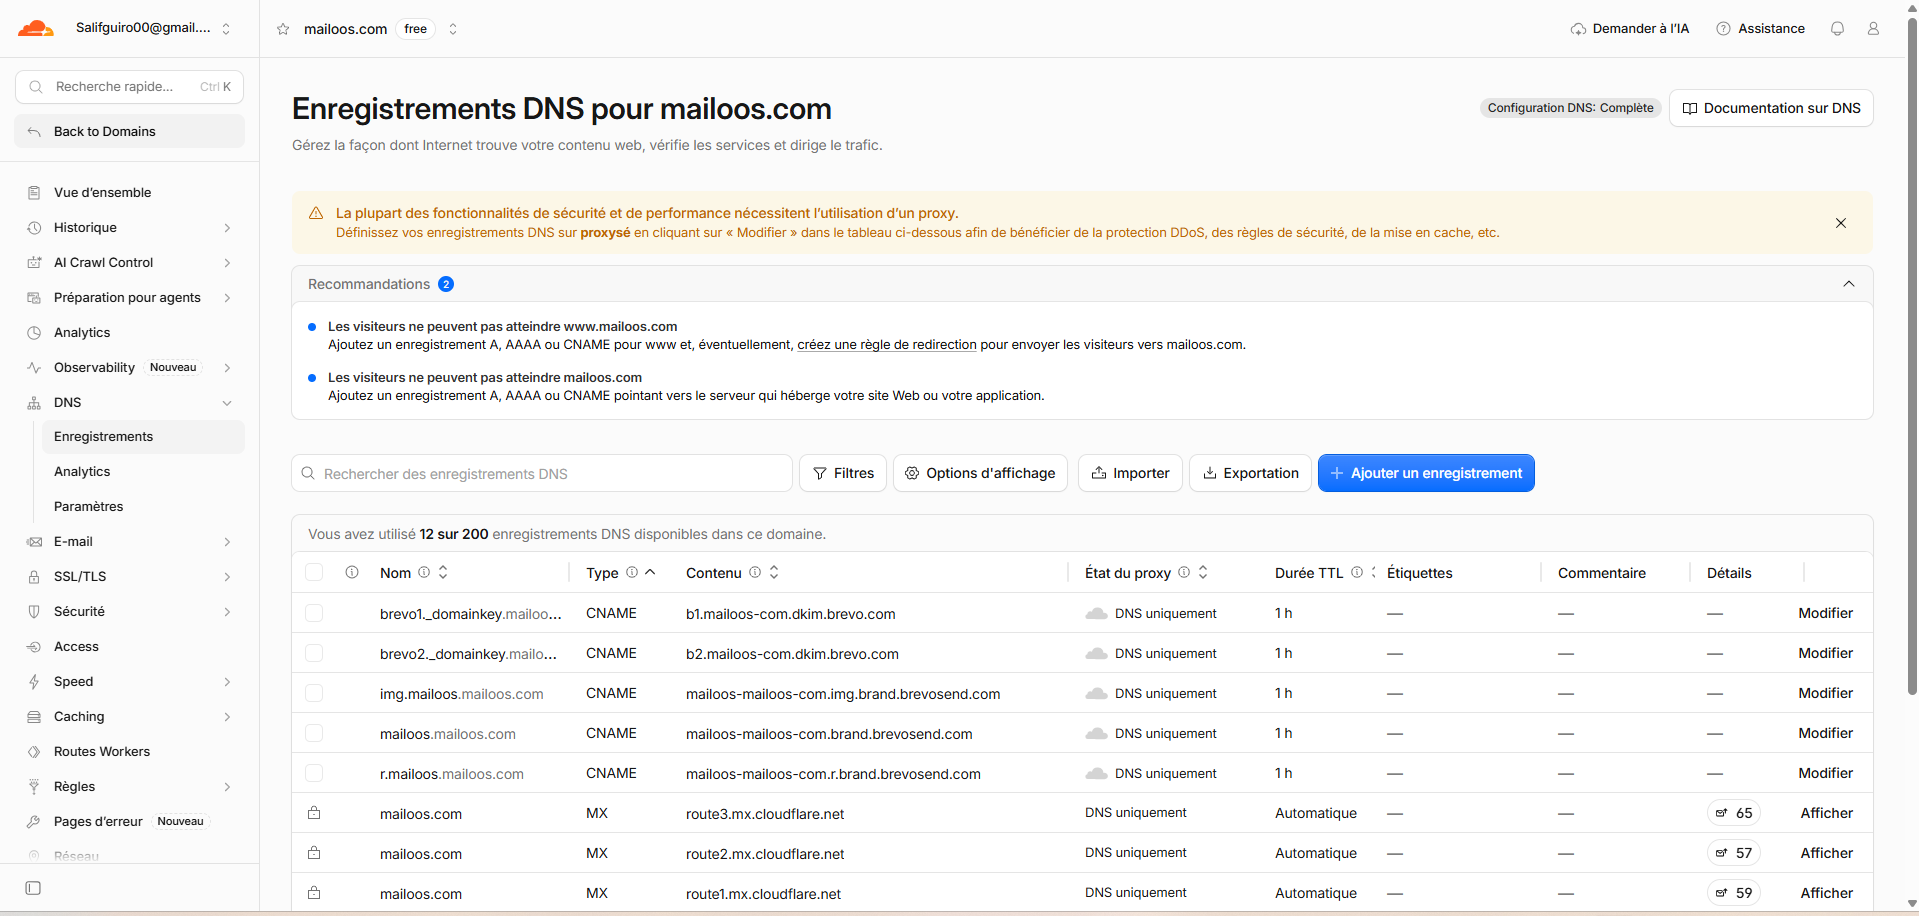 Salifguiro00@gmail....
mailoos.com free
Demander à l'IA
Assistance
Recherche rapide... Ctrl K
Back to Domains
Vue d'ensemble
Historique
AI Crawl Control
Préparation pour agents
Analytics
Observability Nouveau
DNS
Enregistrements
Analytics
Paramètres
E-mail
SSL/TLS
Sécurité
Access
Speed
Caching
Routes Workers
Règles
Pages d'erreur Nouveau
Réseau
Enregistrements DNS pour mailoos.com
Configuration DNS: Complète
Documentation sur DNS
Gérez la façon dont Internet trouve votre contenu web, vérifie les services et dirige le trafic.
La plupart des fonctionnalités de sécurité et de performance nécessitent l'utilisation d'un proxy.
Définissez vos enregistrements DNS sur proxysé en cliquant sur « Modifier » dans le tableau ci-dessous afin de bénéficier de la protection DDoS, des règles de sécurité, de la mise en cache, etc.
Recommandations 2
Les visiteurs ne peuvent pas atteindre www.mailoos.com
Ajoutez un enregistrement A, AAAA ou CNAME pour www et, éventuellement, créez une règle de redirection pour envoyer les visiteurs vers mailoos.com.
Les visiteurs ne peuvent pas atteindre mailoos.com
Ajoutez un enregistrement A, AAAA ou CNAME pointant vers le serveur qui héberge votre site Web ou votre application.
Rechercher des enregistrements DNS
Filtres
Options d'affichage
Importer
Exportation
+ Ajouter un enregistrement
Vous avez utilisé 12 sur 200 enregistrements DNS disponibles dans ce domaine.
Nom Type Contenu État du proxy Durée TTL Étiquettes Commentaire Détails
brevo1._domainkey.mailoo... CNAME b1.mailoos-com.dkim.brevo.com DNS uniquement 1 h — — — Modifier
brevo2._domainkey.mailo... CNAME b2.mailoos-com.dkim.brevo.com DNS uniquement 1 h — — — Modifier
img.mailoos.mailoos.com CNAME mailoos-mailoos-com.img.brand.brevosend.com DNS uniquement 1 h — — — Modifier
mailoos.mailoos.com CNAME mailoos-mailoos-com.brand.brevosend.com DNS uniquement 1 h — — — Modifier
r.mailoos.mailoos.com CNAME mailoos-mailoos-com.r.brand.brevosend.com DNS uniquement 1 h — — — Modifier
mailoos.com MX route3.mx.cloudflare.net DNS uniquement Automatique — — 65 Afficher
mailoos.com MX route2.mx.cloudflare.net DNS uniquement Automatique — — 57 Afficher
mailoos.com MX route1.mx.cloudflare.net DNS uniquement Automatique — — 59 Afficher